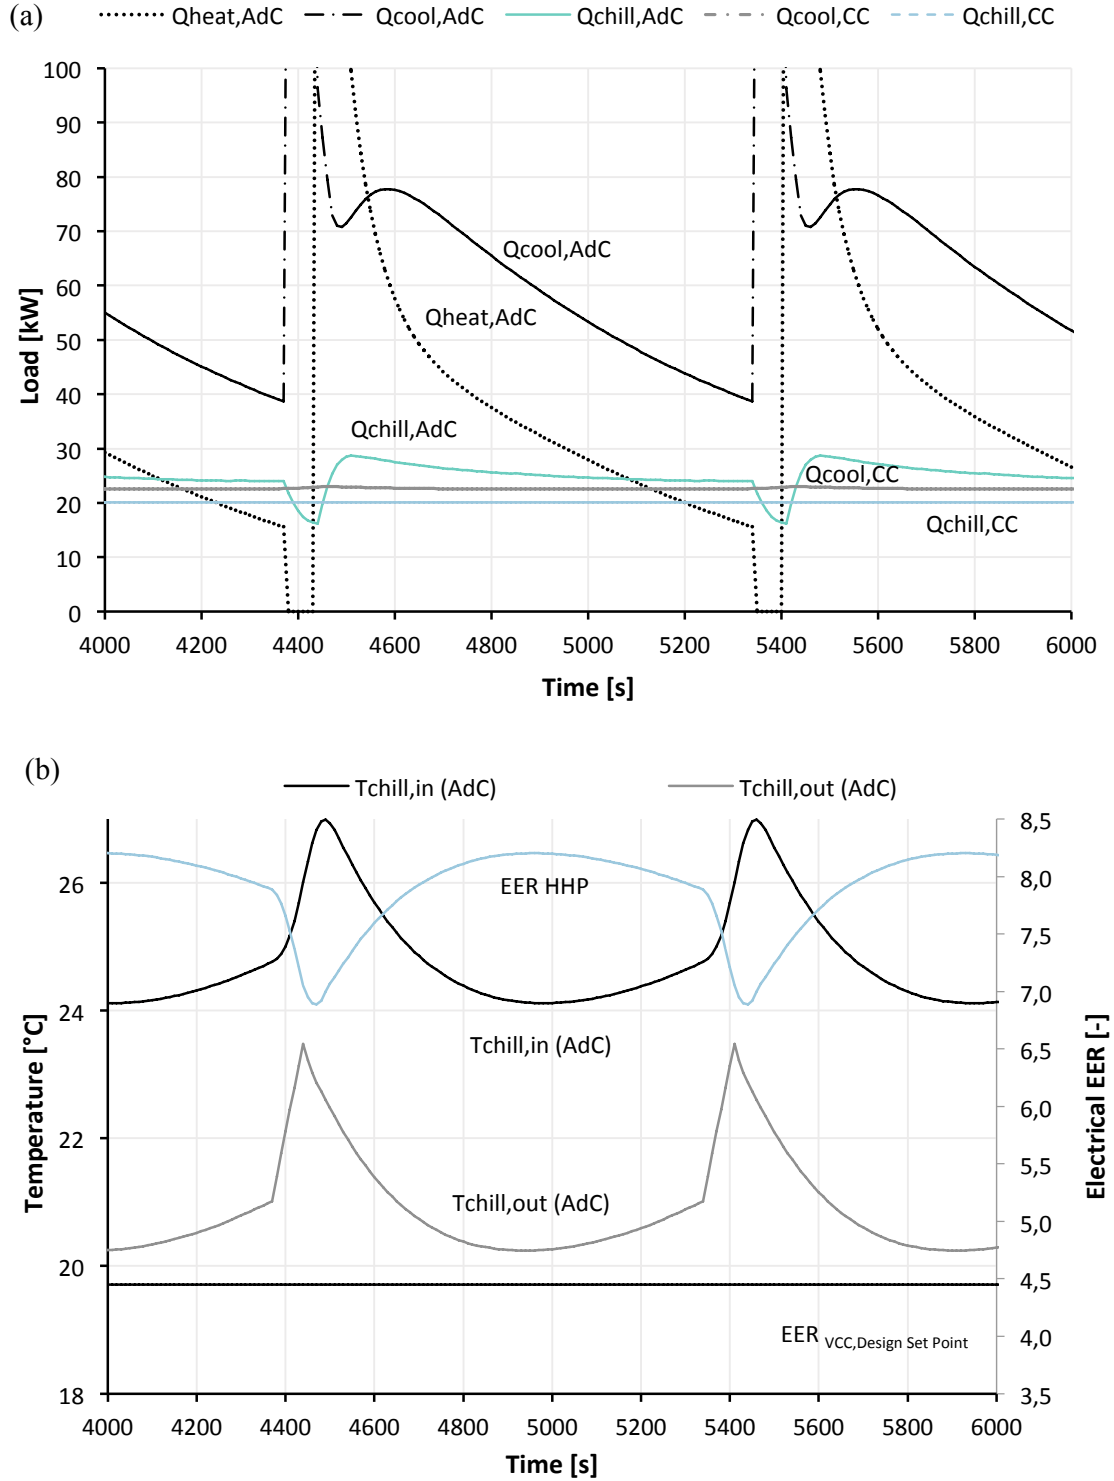 (a)
Qheat,AdC Qcool,AdC Qchill,AdC Qcool,CC Qchill,CC
100
90
80
70
60
50
40
30
20
10
0
Load [kW]
Qcool,AdC
Qheat,AdC
Qchill,AdC
Qcool,CC
Qchill,CC
4000 4200 4400 4600 4800 5000 5200 5400 5600 5800 6000
Time [s]
(b)
Tchill,in (AdC) Tchill,out (AdC)
26
24
22
20
18
Temperature [°C]
EER HHP
Tchill,in (AdC)
Tchill,out (AdC)
EER VCC,Design Set Point
8,5
8,0
7,5
7,0
6,5
6,0
5,5
5,0
4,5
4,0
3,5
Electrical EER [-]
4000 4200 4400 4600 4800 5000 5200 5400 5600 5800 6000
Time [s]